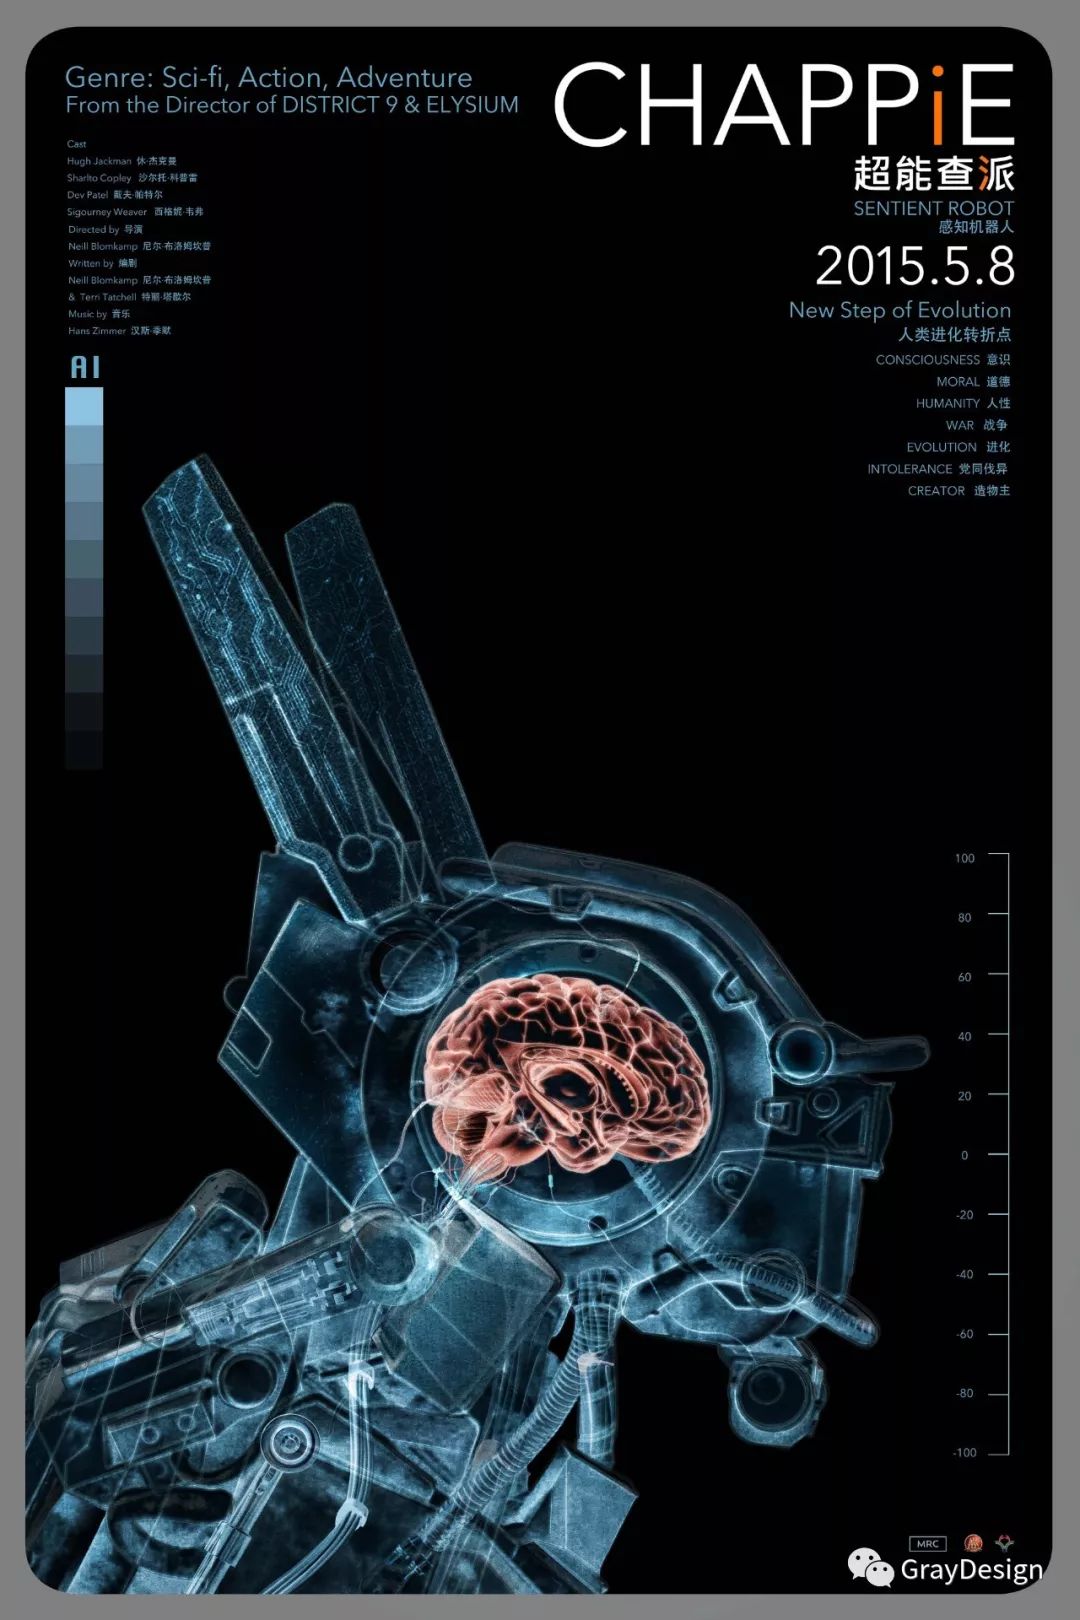 Genre: Sci-fi, Action, Adventure
From the Director of DISTRICT 9 & ELYSIUM
CHAPPiE
超能查派
SENTIENT ROBOT
感知机器人
2015.5.8
New Step of Evolution
人类进化转折点
CONSCIOUSNESS 意识
MORAL 道德
HUMANITY 人性
WAR 战争
EVOLUTION 进化
INTOLERANCE 党同伐异
CREATOR 造物主
Cast
Hugh Jackman 休·杰克曼
Sharlto Copley 沙尔托·科普雷
Dev Patel 戴夫·帕特尔
Sigourney Weaver 西格妮·韦弗
Directed by 导演
Neill Blomkamp 尼尔·布洛姆坎普
Written by 编剧
Neill Blomkamp 尼尔·布洛姆坎普
& Terri Tatchell 特丽·塔歇尔
Music by 音乐
Hans Zimmer 汉斯·季默
AI
100
80
60
40
20
0
-20
-40
-60
-80
-100
MRC
GrayDesign